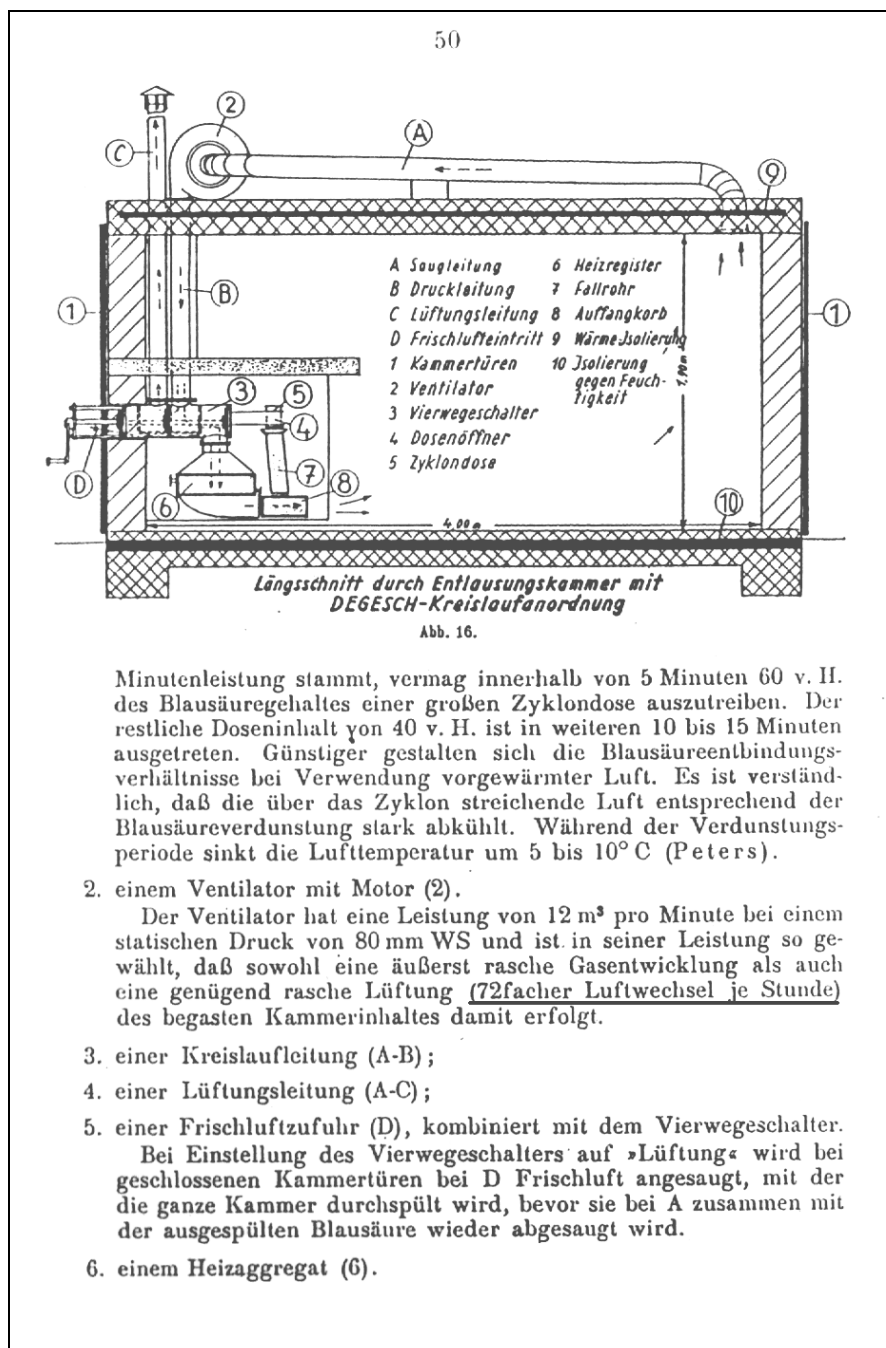 50
C
2
A
9
1
B
1
A Saugleitung 6 Heizregister
B Druckleitung 7 Fallrohr
C Lüftungsleitung 8 Auffangkorb
D Frischlufteintritt 9 Wärme-Isolierung
1 Kammertüren 10 Isolierung
gegen Feuch-
tigkeit
2 Ventilator
3 Vierwegeschalter
4 Dosenöffner
5 Zyklondose
1,90m
3
5
4
D
7
6
8
10
4,00m
Längsschnitt durch Entlausungskammer mit
DEGESCH-Kreislaufanordnung
Abb. 16.
Minutenleistung stammt, vermag innerhalb von 5 Minuten 60 v. H.
des Blausäuregehaltes einer großen Zyklondose auszutreiben. Der
restliche Doseninhalt von 40 v. H. ist in weiteren 10 bis 15 Minuten
ausgetreten. Günstiger gestalten sich die Blausäureentbindungs-
verhältnisse bei Verwendung vorgewärmter Luft. Es ist verständ-
lich, daß die über das Zyklon streichende Luft entsprechend der
Blausäureverdunstung stark abkühlt. Während der Verdunstungs-
periode sinkt die Lufttemperatur um 5 bis 10° C (Peters).
2. einem Ventilator mit Motor (2).
Der Ventilator hat eine Leistung von 12 m³ pro Minute bei einem
statischen Druck von 80 mm WS und ist in seiner Leistung so ge-
wählt, daß sowohl eine äußerst rasche Gasentwicklung als auch
eine genügend rasche Lüftung (72facher Luftwechsel je Stunde)
des begasten Kammerinhaltes damit erfolgt.
3. einer Kreislaufleitung (A-B);
4. einer Lüftungsleitung (A-C);
5. einer Frischluftzufuhr (D), kombiniert mit dem Vierwegeschalter.
Bei Einstellung des Vierwegeschalters auf »Lüftung« wird bei
geschlossenen Kammertüren bei D Frischluft angesaugt, mit der
die ganze Kammer durchspült wird, bevor sie bei A zusammen mit
der ausgespülten Blausäure wieder abgesaugt wird.
6. einem Heizaggregat (6).